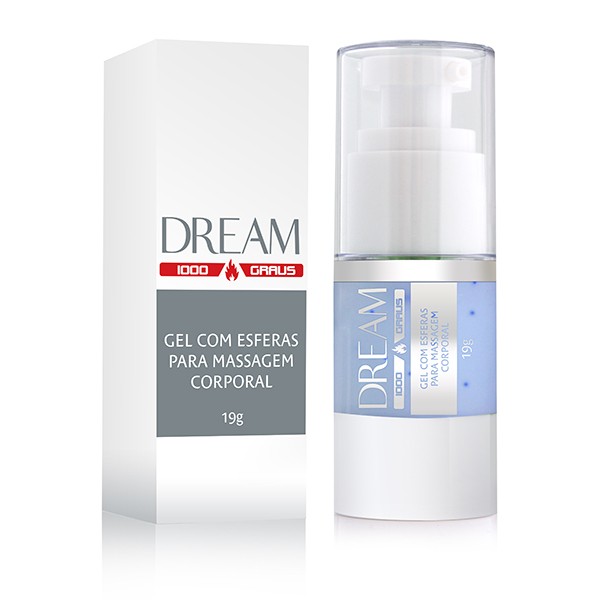 DREAM
1000 GRAUS
GEL COM ESFERAS
PARA MASSAGEM
CORPORAL
19g
DREAM
1000 GRAUS
GEL COM ESFERAS
PARA MASSAGEM
CORPORAL
19g